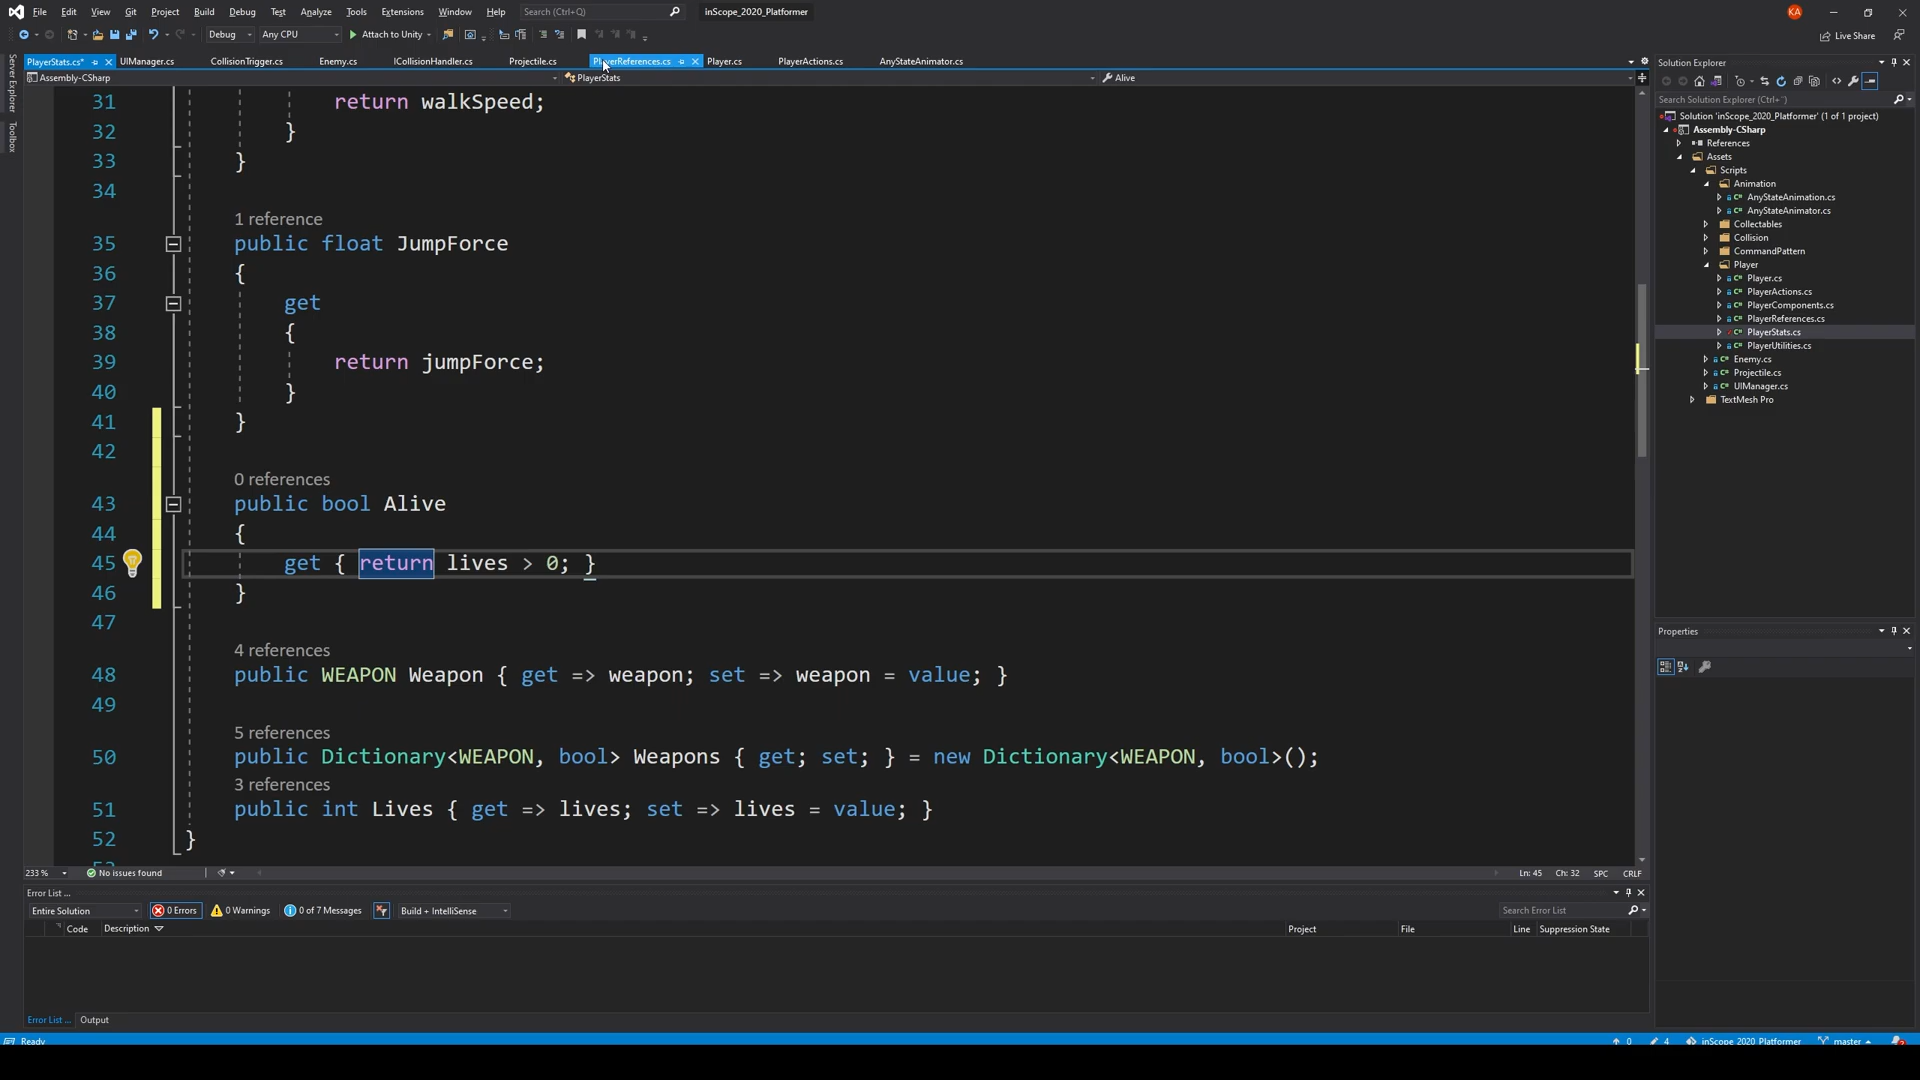 File Edit View Git Project Build Debug Test Analyze Tools Extensions Window Help Search (Ctrl+Q) inScope_2020_Platformer KA
Debug Any CPU Attach to Unity Live Share
PlayerStats.cs* UIManager.cs CollisionTrigger.cs Enemy.cs ICollisionHandler.cs Projectile.cs PlayerReferences.cs Player.cs PlayerActions.cs AnyStateAnimator.cs
Assembly-CSharp PlayerStats Alive
Server Explorer
Toolbox
31 return walkSpeed;
32 }
33 }
34
1 reference
35 public float JumpForce
36 {
37 get
38 {
39 return jumpForce;
40 }
41 }
42
0 references
43 public bool Alive
44 {
45 get { return lives > 0; }
46 }
47
4 references
48 public WEAPON Weapon { get => weapon; set => weapon = value; }
49
5 references
50 public Dictionary<WEAPON, bool> Weapons { get; set; } = new Dictionary<WEAPON, bool>();
3 references
51 public int Lives { get => lives; set => lives = value; }
52 }
233 % No issues found Ln: 45 Ch: 32 SPC CRLF
Error List ...
Entire Solution 0 Errors 0 Warnings 0 of 7 Messages Build + IntelliSense Search Error List
Code Description Project File Line Suppression State
Error List ... Output
Solution Explorer
Search Solution Explorer (Ctrl+¨)
Solution 'inScope_2020_Platformer' (1 of 1 project)
Assembly-CSharp
References
Assets
Scripts
Animation
AnyStateAnimation.cs
AnyStateAnimator.cs
Collectables
Collision
CommandPattern
Player
Player.cs
PlayerActions.cs
PlayerComponents.cs
PlayerReferences.cs
PlayerStats.cs
PlayerUtilities.cs
Enemy.cs
Projectile.cs
UIManager.cs
TextMesh Pro
Properties
Ready 0 4 inScope_2020_Platformer master